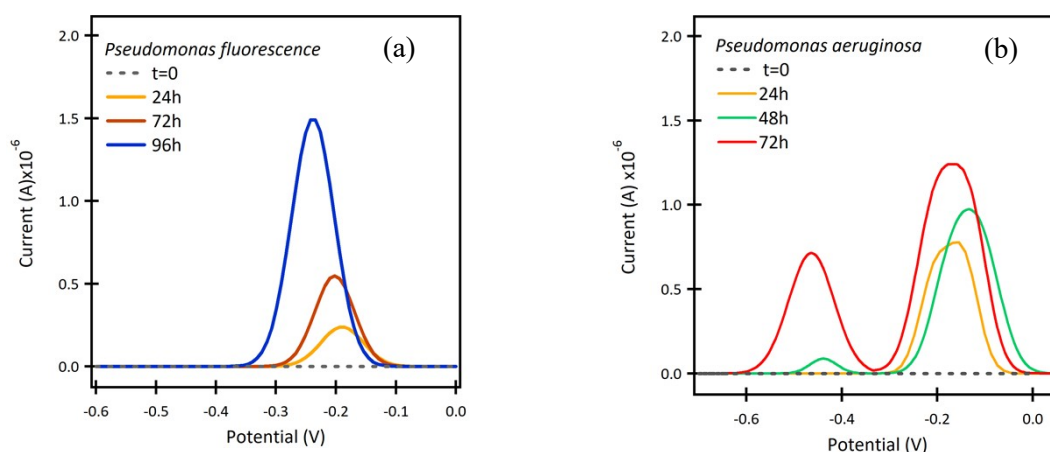 Pseudomonas fluorescence
(a)
t=0
24h
72h
96h
2.0
1.5
1.0
0.5
0.0
Current (A)x10-6
-0.6 -0.5 -0.4 -0.3 -0.2 -0.1 0.0
Potential (V)
Pseudomonas aeruginosa
(b)
t=0
24h
48h
72h
2.0
1.5
1.0
0.5
0.0
Current (A) x10-6
-0.6 -0.4 -0.2 0.0
Potential (V)